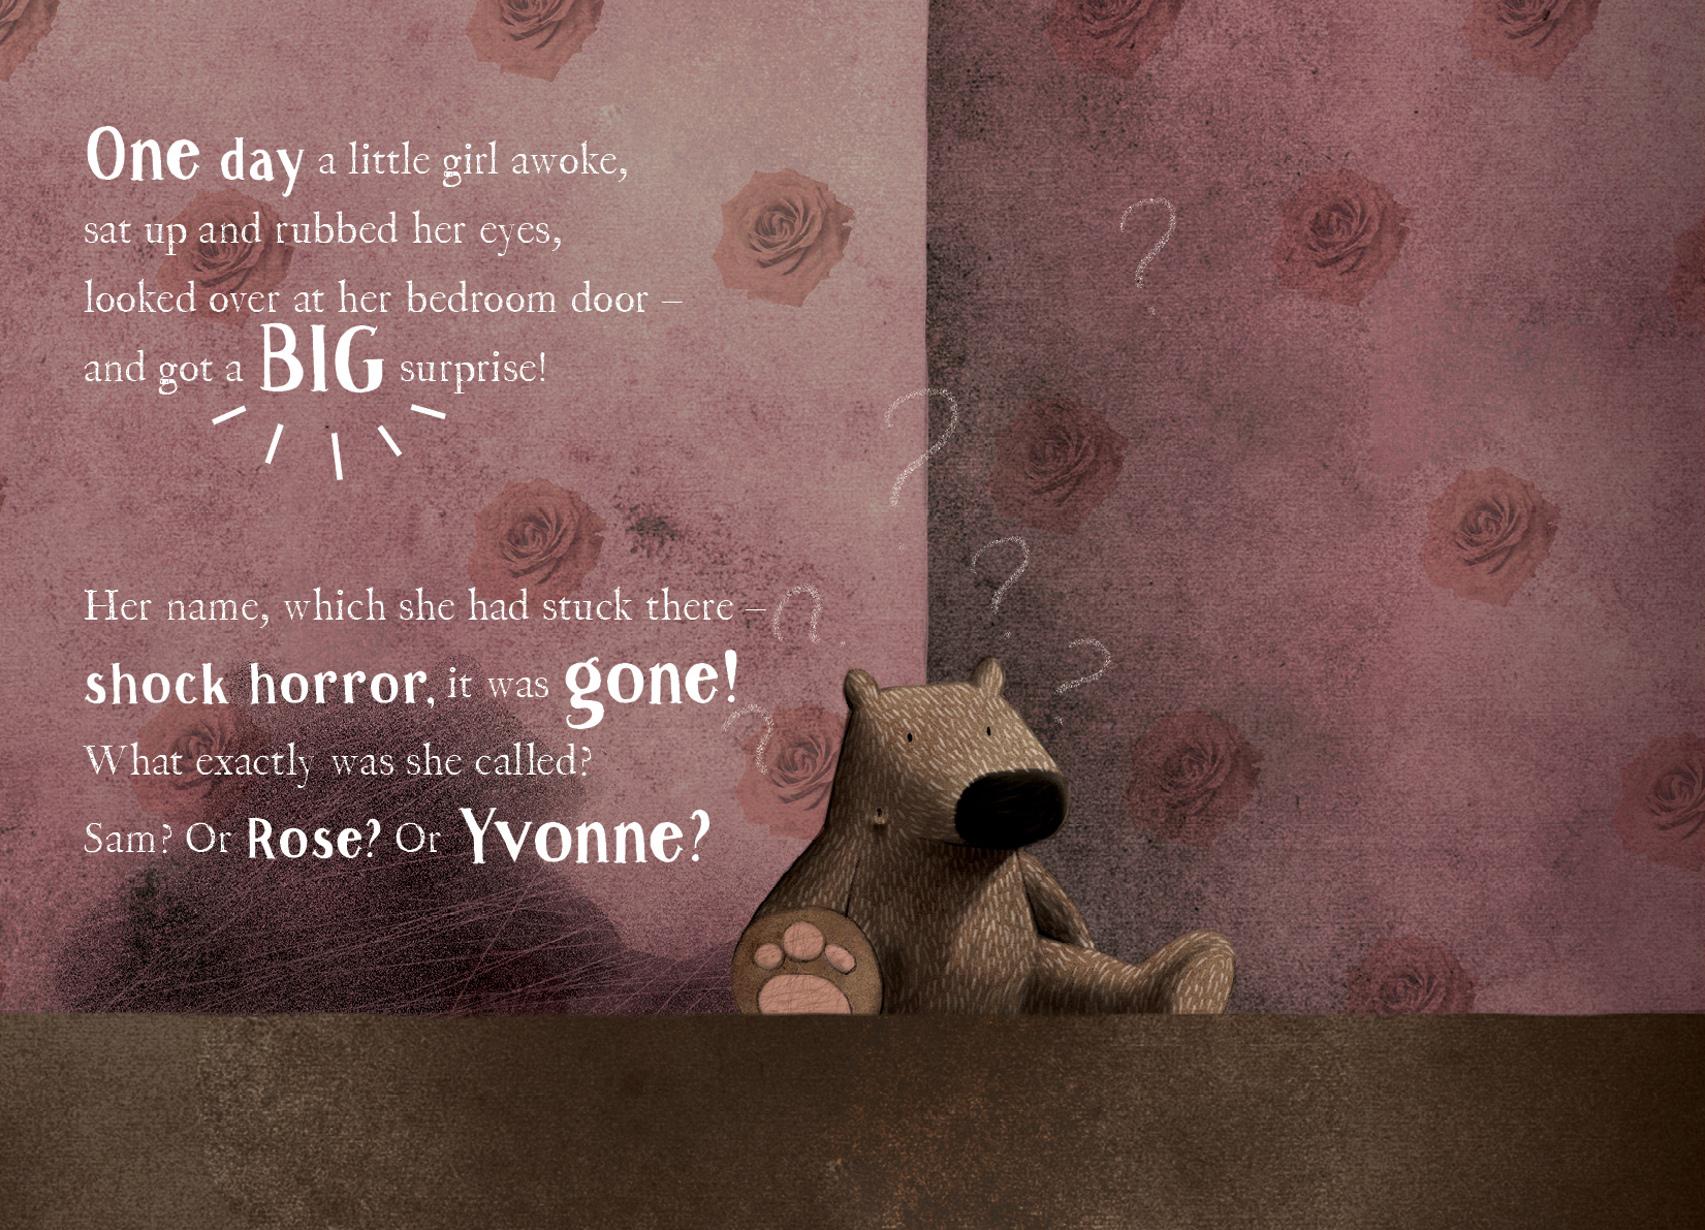 One day a little girl awoke,
sat up and rubbed her eyes,
looked over at her bedroom door –
and got a BIG surprise!
Her name, which she had stuck there –
shock horror, it was gone!
What exactly was she called?
Sam? Or Rose? Or Yvonne?
?
?
?
?
?
?